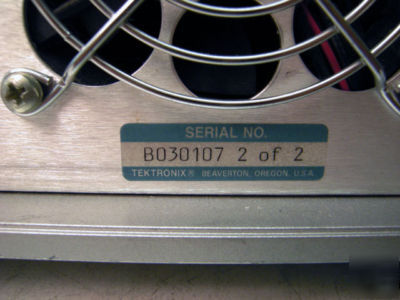 SERIAL NO.
B030107 2 of 2
TEKTRONIX® BEAVERTON, OREGON, U.S.A.